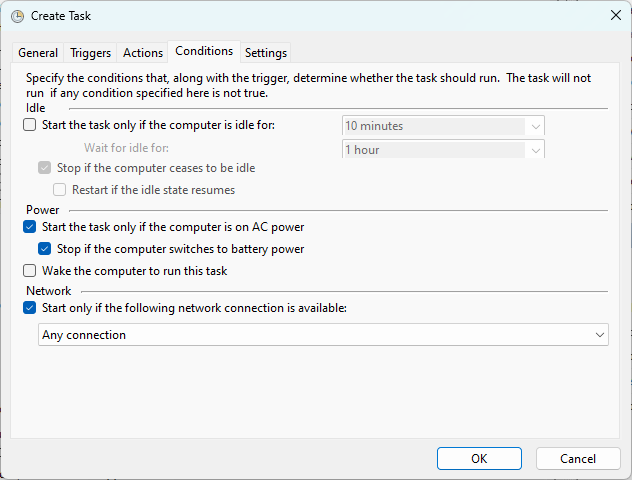 Create Task
General Triggers Actions Conditions Settings
Specify the conditions that, along with the trigger, determine whether the task should run. The task will not
run if any condition specified here is not true.
Idle
Start the task only if the computer is idle for: 10 minutes
Wait for idle for: 1 hour
Stop if the computer ceases to be idle
Restart if the idle state resumes
Power
Start the task only if the computer is on AC power
Stop if the computer switches to battery power
Wake the computer to run this task
Network
Start only if the following network connection is available:
Any connection
OK Cancel